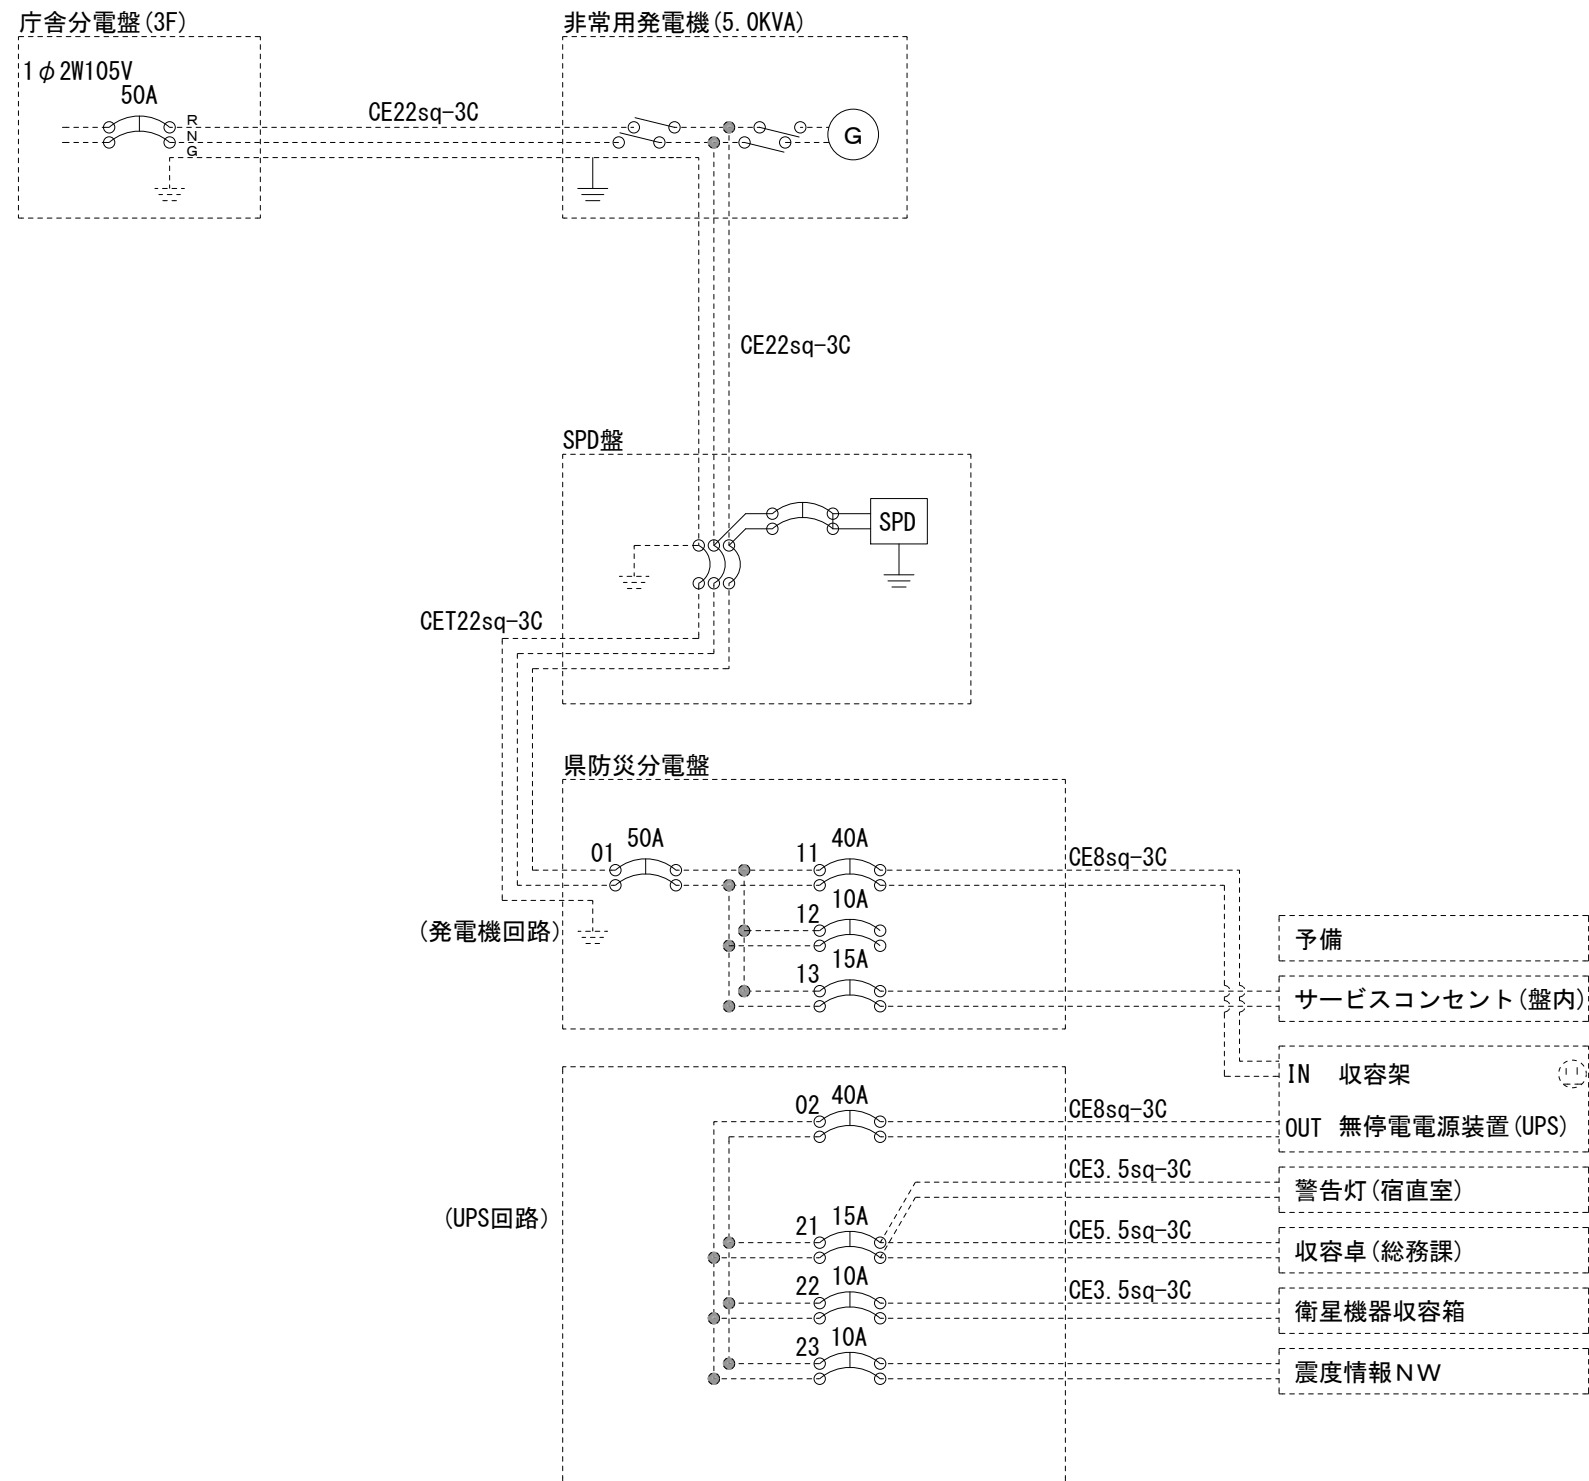 庁舎分電盤(3F)
非常用発電機(5.0KVA)
1φ2W105V
50A
CE22sq-3C
R
N
G
G
CE22sq-3C
SPD盤
SPD
CET22sq-3C
県防災分電盤
01 50A
11 40A
CE8sq-3C
12 10A
(発電機回路)
予備
13 15A
サービスコンセント(盤内)
IN 収容架
02 40A
CE8sq-3C
OUT 無停電電源装置(UPS)
CE3.5sq-3C
警告灯(宿直室)
(UPS回路)
21 15A
CE5.5sq-3C
収容卓(総務課)
22 10A
CE3.5sq-3C
衛星機器収容箱
23 10A
震度情報NW